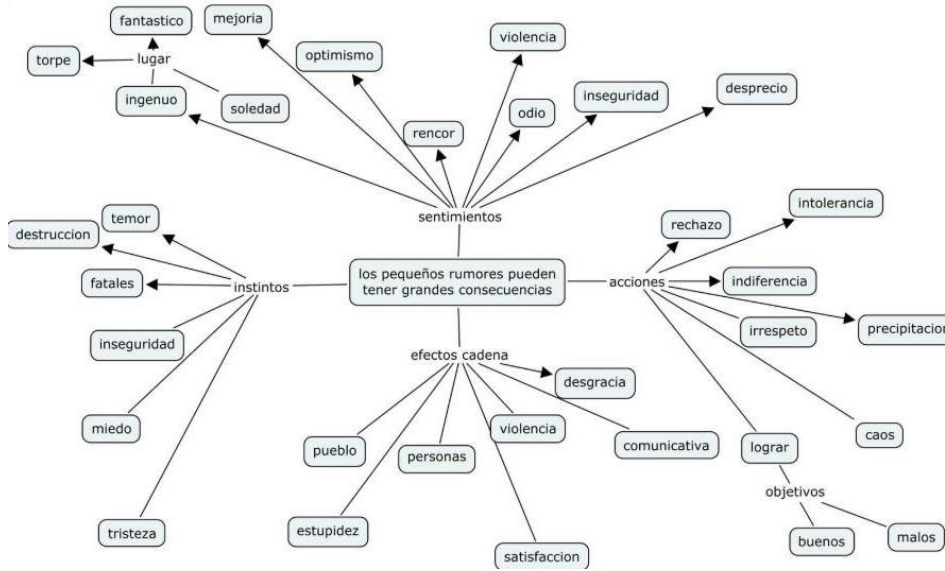 fantastico
mejoria
violencia
optimismo
torpe
lugar
desprecio
inseguridad
ingenuo
soledad
odio
rencor
sentimientos
intolerancia
temor
rechazo
destruccion
los pequeños rumores pueden
tener grandes consecuencias
fatales
instintos
acciones
indiferencia
irrespeto
precipitacion
inseguridad
efectos cadena
desgracia
miedo
violencia
caos
pueblo
personas
comunicativa
lograr
objetivos
tristeza
estupidez
buenos
malos
satisfaccion